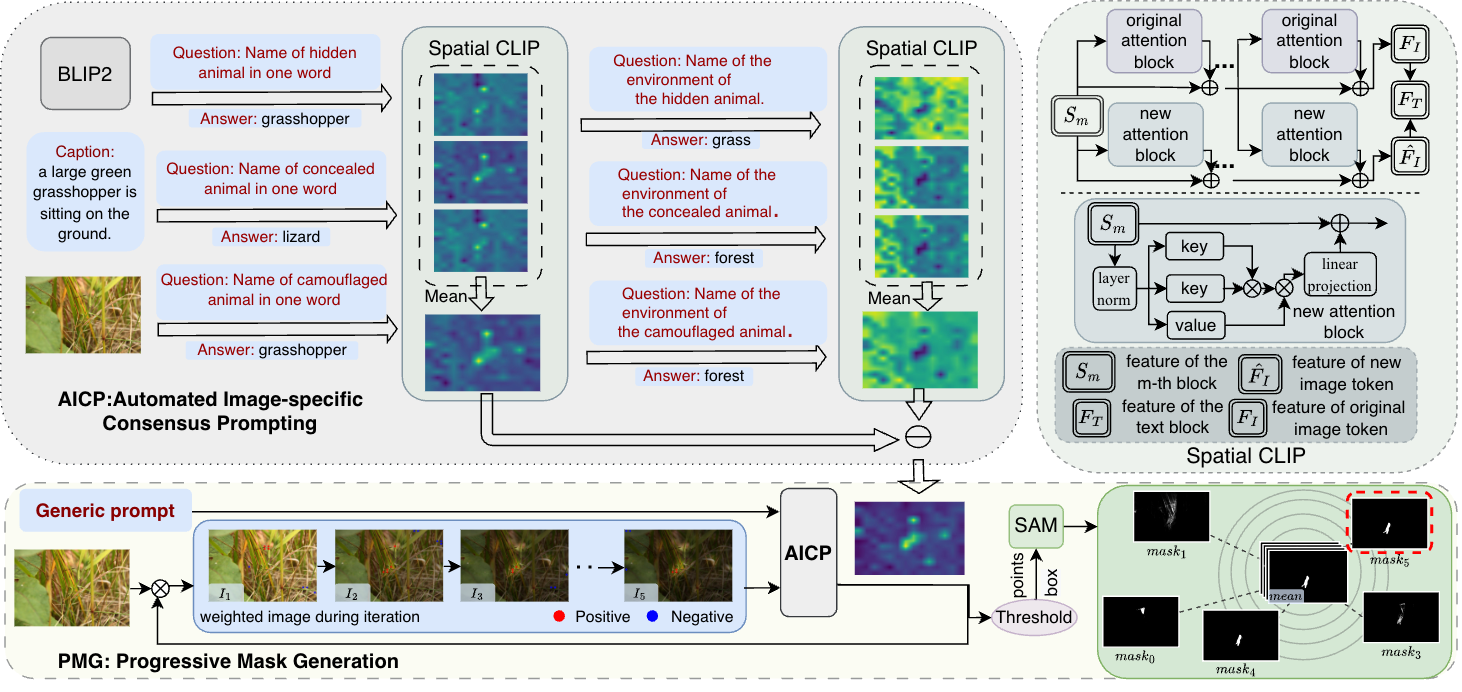 BLIP2
Caption:
a large green
grasshopper is
sitting on the
ground.
Question: Name of hidden
animal in one word
Answer: grasshopper
Question: Name of concealed
animal in one word
Answer: lizard
Question: Name of camouflaged
animal in one word
Answer: grasshopper
AICP:Automated Image-specific
Consensus Prompting
Spatial CLIP
Mean
Question: Name of the
environment of
the hidden animal.
Answer: grass
Question: Name of the
environment of
the concealed animal.
Answer: forest
Question: Name of the
environment of
the camouflaged animal.
Answer: forest
Spatial CLIP
Mean
original
attention
block
...
original
attention
block
F_I
S_m
F_T
new
attention
block
...
new
attention
block
F̂_I
S_m
layer
norm
key
key
value
linear
projection
new attention
block
S_m feature of the
m-th block
F̂_I feature of new
image token
F_T feature of the
text block
F_I feature of original
image token
Spatial CLIP
Generic prompt
I_1
I_2
I_3
...
I_5
weighted image during iteration
Positive
Negative
AICP
SAM
points
box
Threshold
mask_1
mask_5
mean
mask_0
mask_4
mask_3
PMG: Progressive Mask Generation